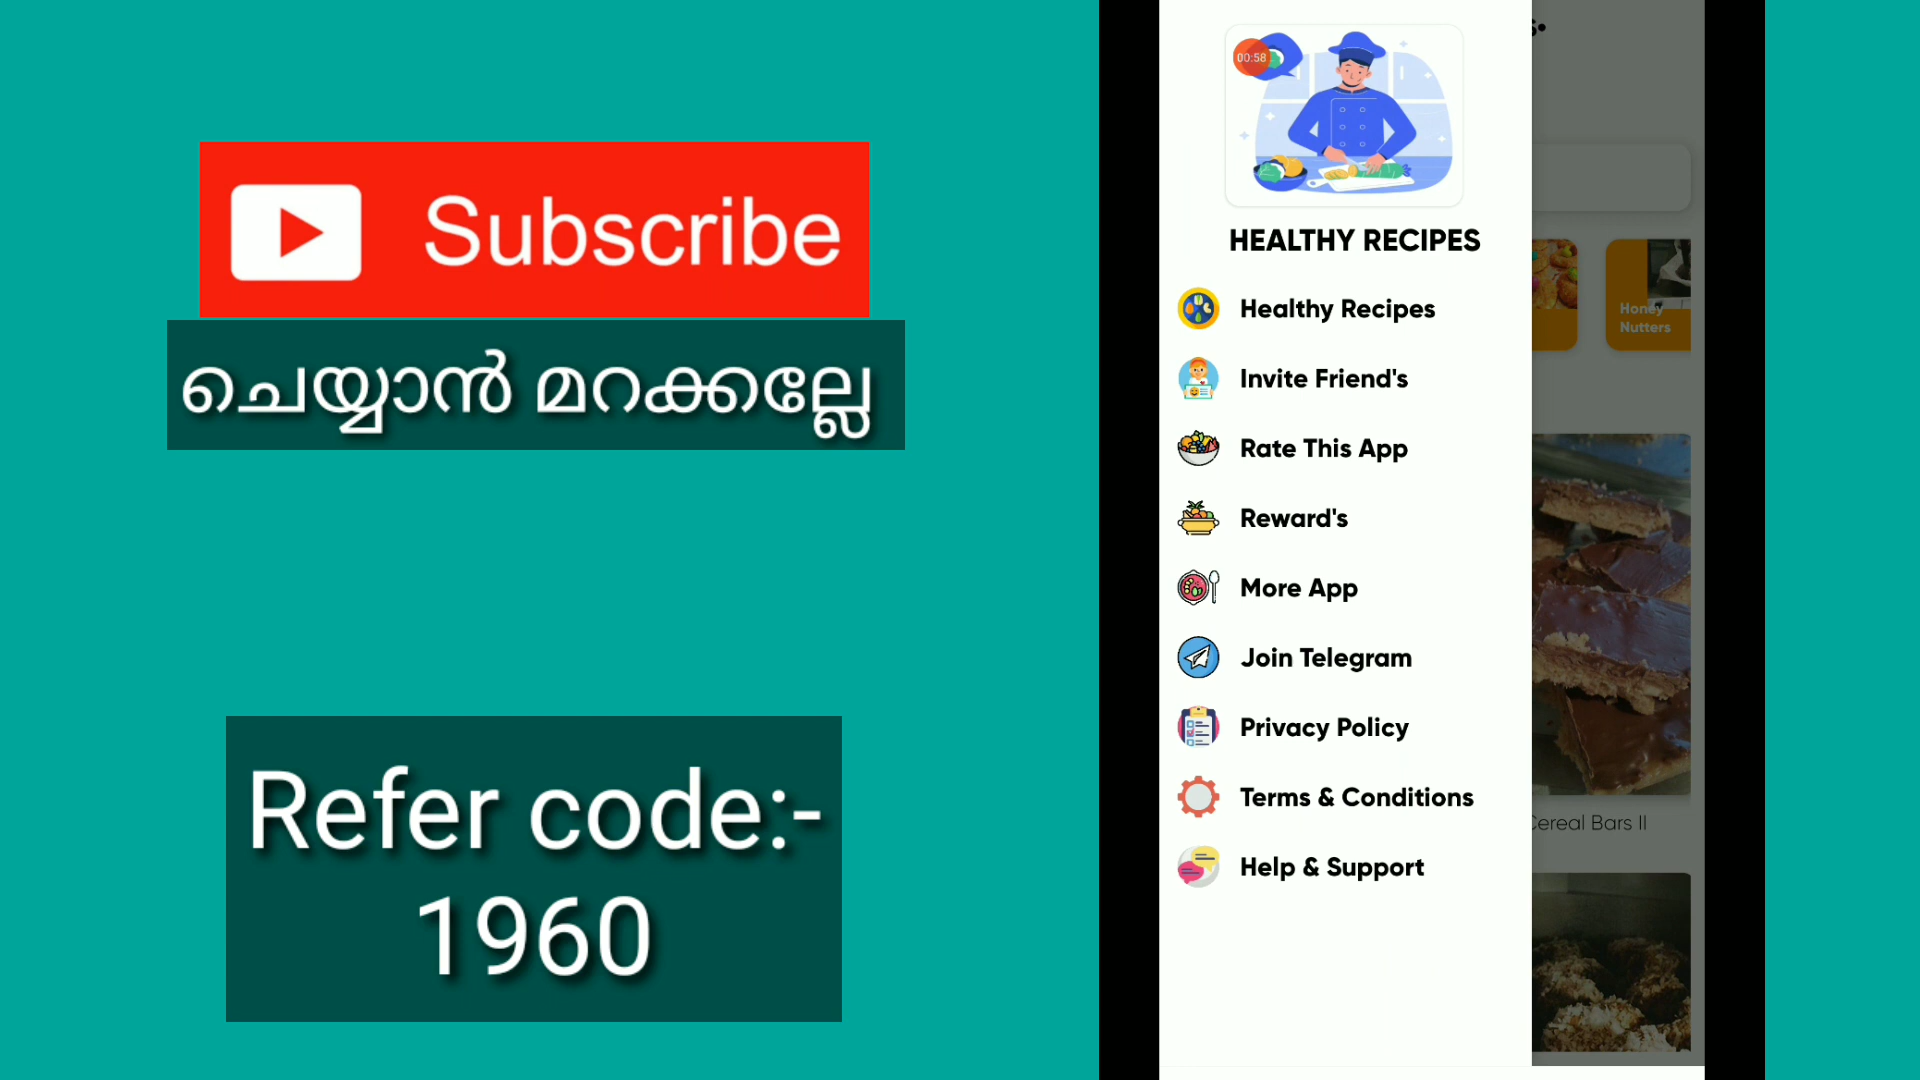 Subscribe
ചെയ്യാൻ മറക്കല്ലേ
Refer code:-
1960
00:58
HEALTHY RECIPES
Healthy Recipes
Invite Friend's
Rate This App
Reward's
More App
Join Telegram
Privacy Policy
Terms & Conditions
Help & Support
Honey
Nutters
Cereal Bars II